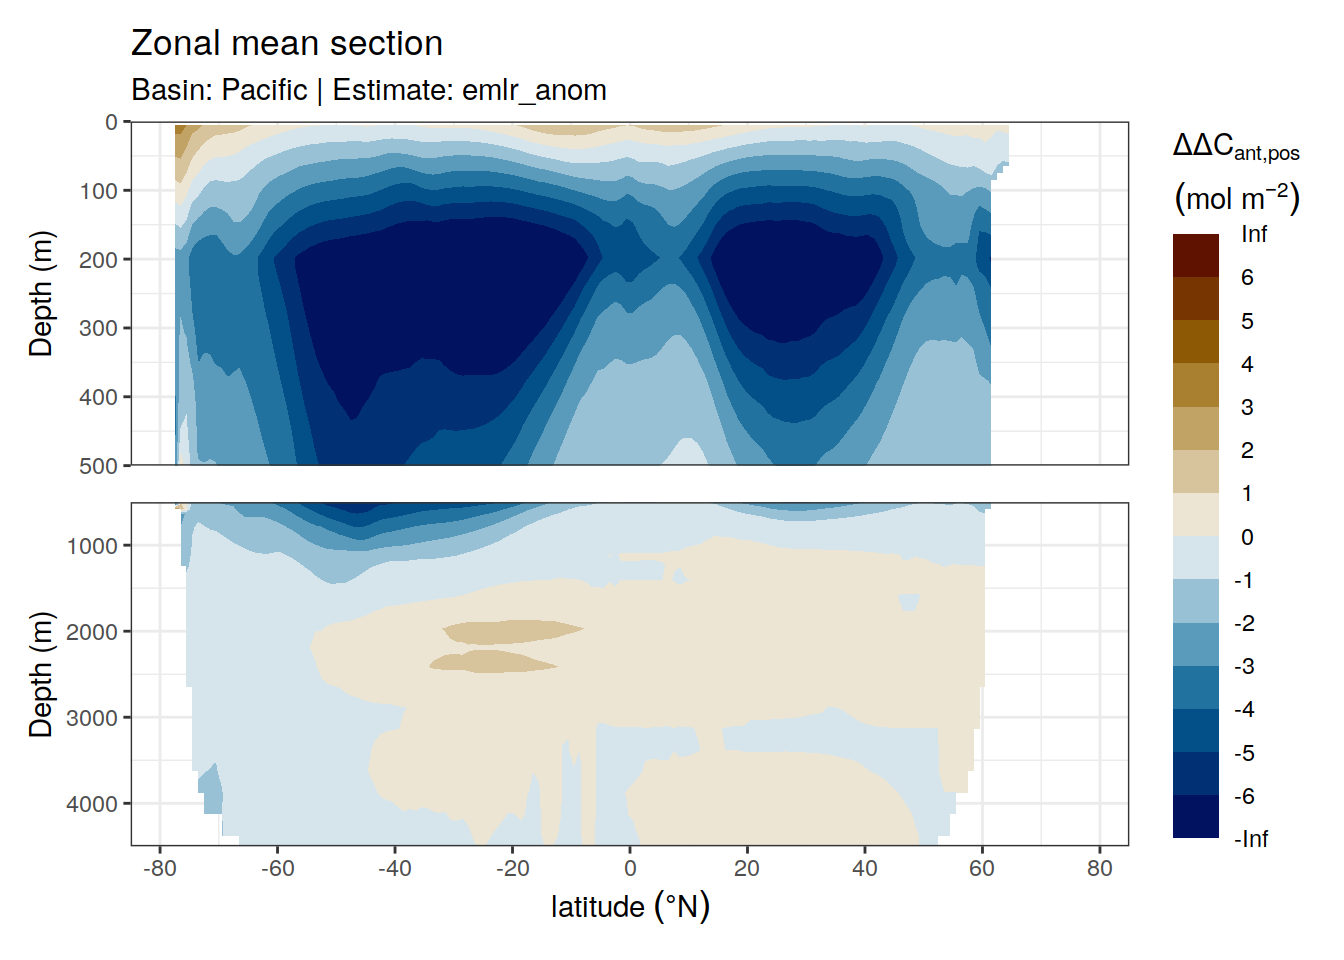 Zonal mean section
Basin: Pacific | Estimate: emlr_anom
0
100
200
300
400
500
Depth (m)
1000
2000
3000
4000
Depth (m)
-80 -60 -40 -20 0 20 40 60 80
latitude (°N)
ΔΔCant,pos
(mol m−2)
Inf
6
5
4
3
2
1
0
-1
-2
-3
-4
-5
-6
-Inf